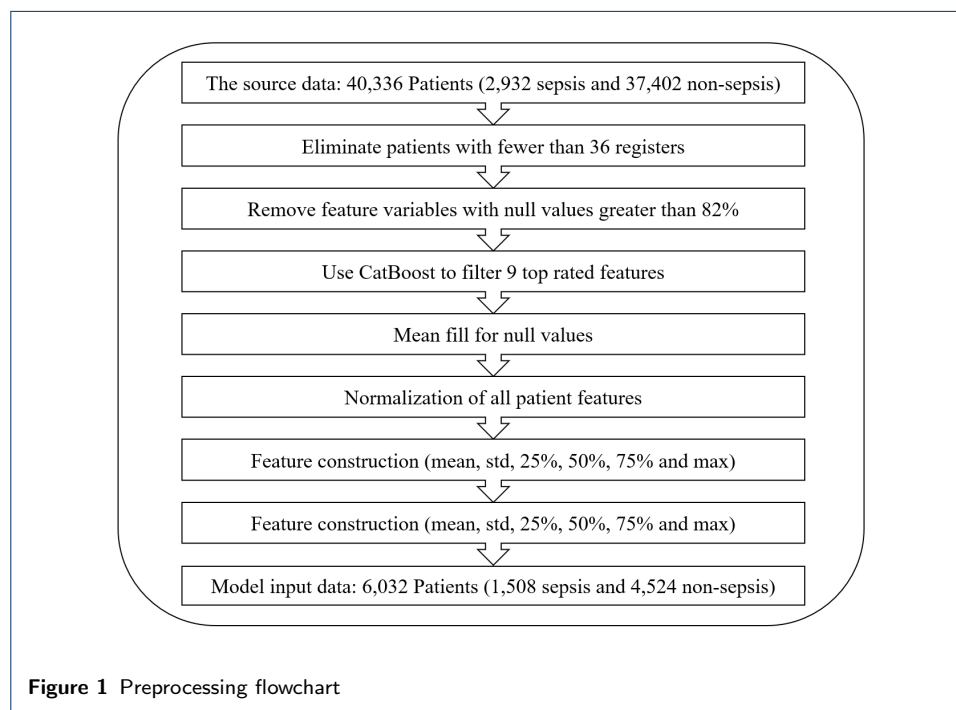 The source data: 40,336 Patients (2,932 sepsis and 37,402 non-sepsis)
Eliminate patients with fewer than 36 registers
Remove feature variables with null values greater than 82%
Use CatBoost to filter 9 top rated features
Mean fill for null values
Normalization of all patient features
Feature construction (mean, std, 25%, 50%, 75% and max)
Feature construction (mean, std, 25%, 50%, 75% and max)
Model input data: 6,032 Patients (1,508 sepsis and 4,524 non-sepsis)
Figure 1 Preprocessing flowchart